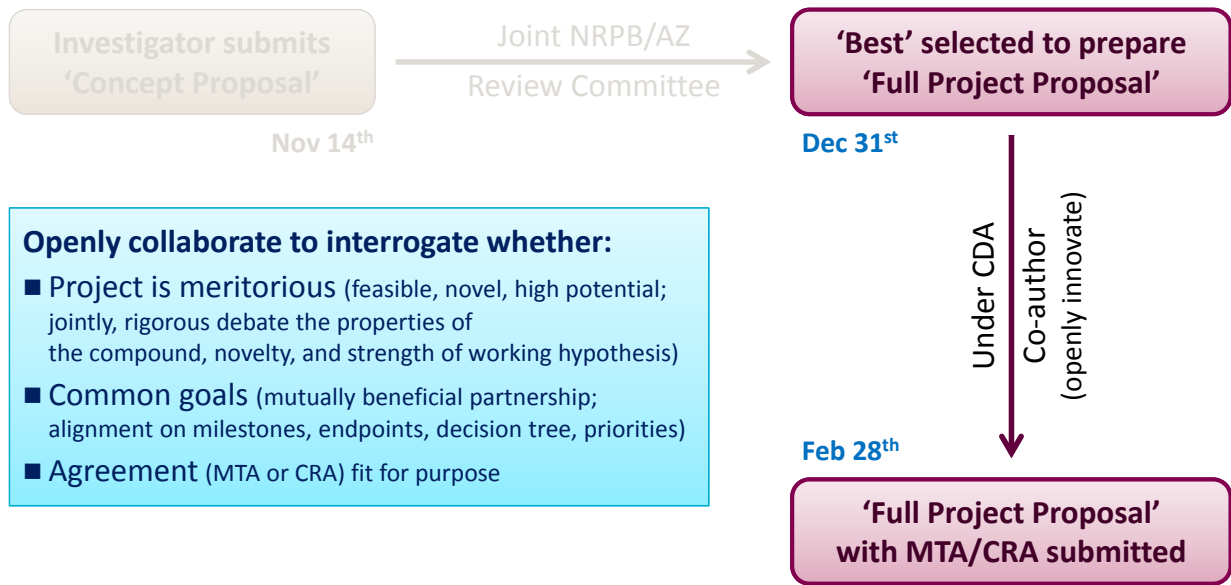 Investigator submits
‘Concept Proposal’
Joint NRPB/AZ
Review Committee
‘Best’ selected to prepare
‘Full Project Proposal’
Nov 14th
Dec 31st
Openly collaborate to interrogate whether:
■ Project is meritorious (feasible, novel, high potential;
jointly, rigorous debate the properties of
the compound, novelty, and strength of working hypothesis)
■ Common goals (mutually beneficial partnership;
alignment on milestones, endpoints, decision tree, priorities)
■ Agreement (MTA or CRA) fit for purpose
Under CDA
Co-author
(openly innovate)
Feb 28th
‘Full Project Proposal’
with MTA/CRA submitted